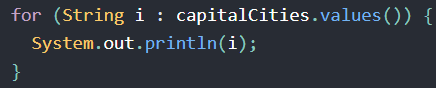 for (String i : capitalCities.values()) {
  System.out.println(i);
}